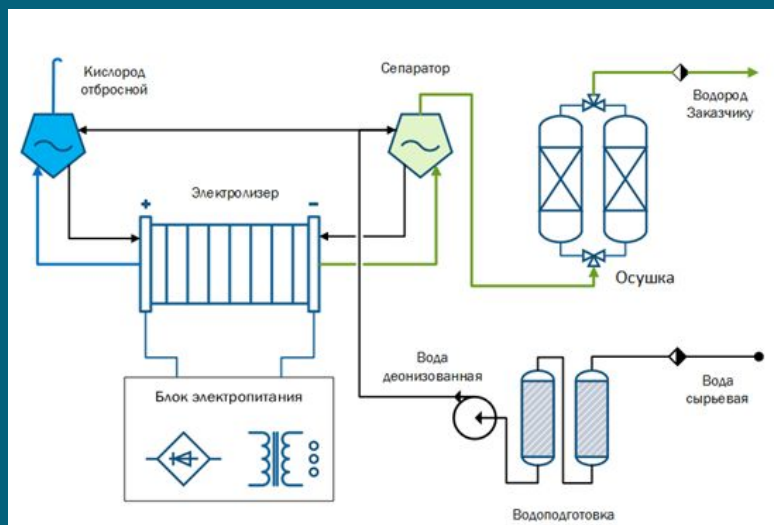 Кислород
отбросной
Сепаратор
Водород
Заказчику
Электролизер
+
-
Осушка
Вода
деонизованная
Вода
сырьевая
Блок электропитания
Водоподготовка